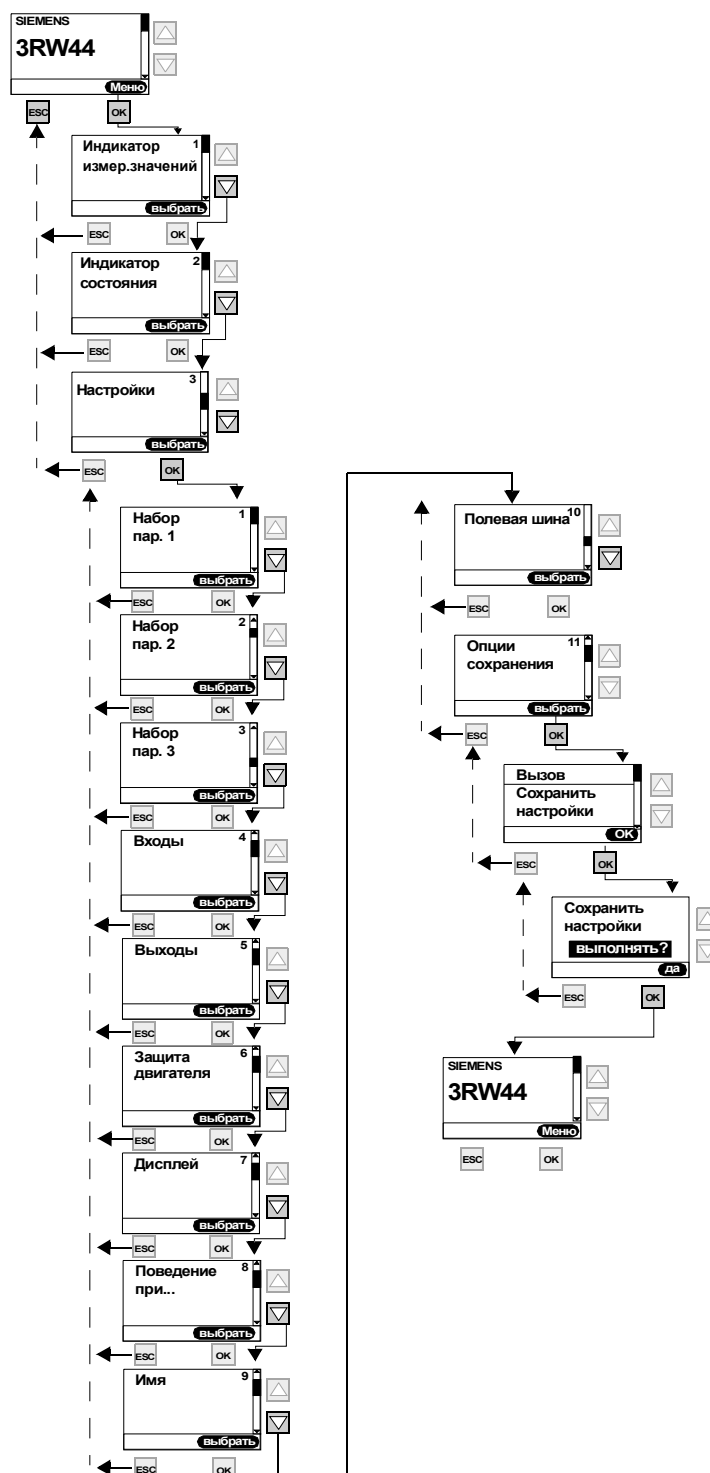 SIEMENS
3RW44
Меню
ESC
OK
Индикатор 1
измер.значений
выбрать
ESC
OK
Индикатор 2
состояния
выбрать
ESC
OK
Настройки 3
выбрать
ESC
OK
Набор 1
пар. 1
выбрать
ESC
OK
Набор 2
пар. 2
выбрать
ESC
OK
Набор 3
пар. 3
выбрать
ESC
OK
Входы 4
выбрать
ESC
OK
Выходы 5
выбрать
ESC
OK
Защита 6
двигателя
выбрать
ESC
OK
Дисплей 7
выбрать
ESC
OK
Поведение 8
при...
выбрать
ESC
OK
Имя 9
выбрать
ESC
OK
Полевая шина 10
выбрать
ESC
OK
Опции 11
сохранения
выбрать
ESC
OK
Вызов
Сохранить
настройки
OK
ESC
OK
Сохранить
настройки
выполнять?
да
ESC
OK
SIEMENS
3RW44
Меню
ESC
OK